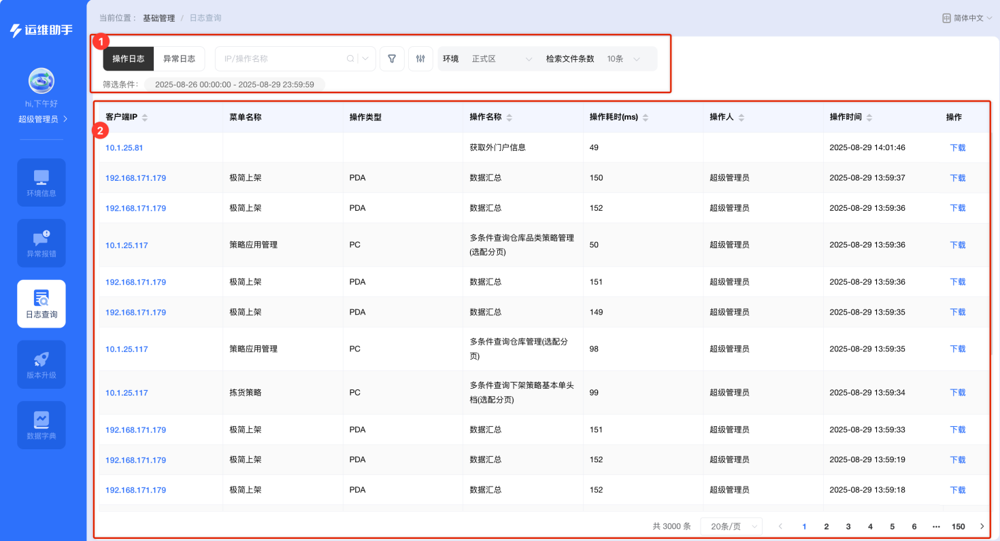 运维助手
hi,下午好
超级管理员
环境信息
异常报错
日志查询
版本升级
数据字典
当前位置： 基础管理 / 日志查询
简体中文
1
操作日志 异常日志 IP/操作名称 环境 正式区 检索文件条数 10条
筛选条件： 2025-08-26 00:00:00 - 2025-08-29 23:59:59
2
客户端IP 菜单名称 操作类型 操作名称 操作耗时(ms) 操作人 操作时间 操作
10.1.25.81 获取外门户信息 49 2025-08-29 14:01:46 下载
192.168.171.179 极简上架 PDA 数据汇总 150 超级管理员 2025-08-29 13:59:37 下载
192.168.171.179 极简上架 PDA 数据汇总 152 超级管理员 2025-08-29 13:59:36 下载
10.1.25.117 策略应用管理 PC 多条件查询仓库品类策略管理 50 超级管理员 2025-08-29 13:59:36 下载
(选配分页)
192.168.171.179 极简上架 PDA 数据汇总 151 超级管理员 2025-08-29 13:59:36 下载
192.168.171.179 极简上架 PDA 数据汇总 149 超级管理员 2025-08-29 13:59:35 下载
10.1.25.117 策略应用管理 PC 多条件查询仓库管理(选配分 98 超级管理员 2025-08-29 13:59:35 下载
页)
10.1.25.117 拣货策略 PC 多条件查询下架策略基本单头 99 超级管理员 2025-08-29 13:59:34 下载
档(选配分页)
192.168.171.179 极简上架 PDA 数据汇总 151 超级管理员 2025-08-29 13:59:33 下载
192.168.171.179 极简上架 PDA 数据汇总 152 超级管理员 2025-08-29 13:59:19 下载
192.168.171.179 极简上架 PDA 数据汇总 152 超级管理员 2025-08-29 13:59:18 下载
共 3000 条 20条/页 1 2 3 4 5 6 ··· 150